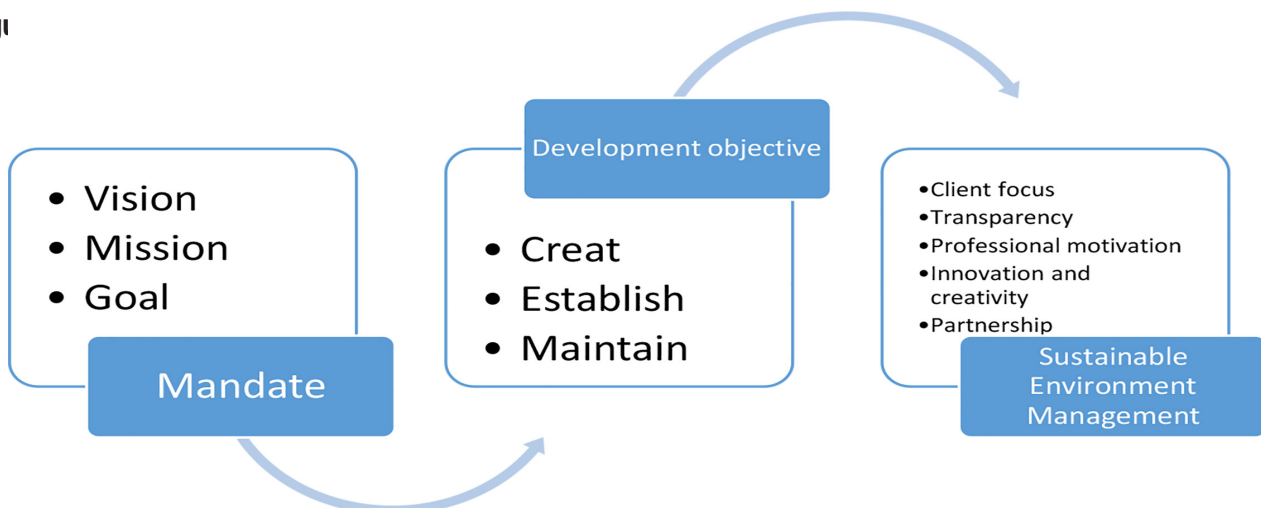 • Vision
• Mission
• Goal
Mandate
Development objective
• Creat
• Establish
• Maintain
•Client focus
•Transparency
•Professional motivation
•Innovation and
creativity
•Partnership
Sustainable
Environment
Management